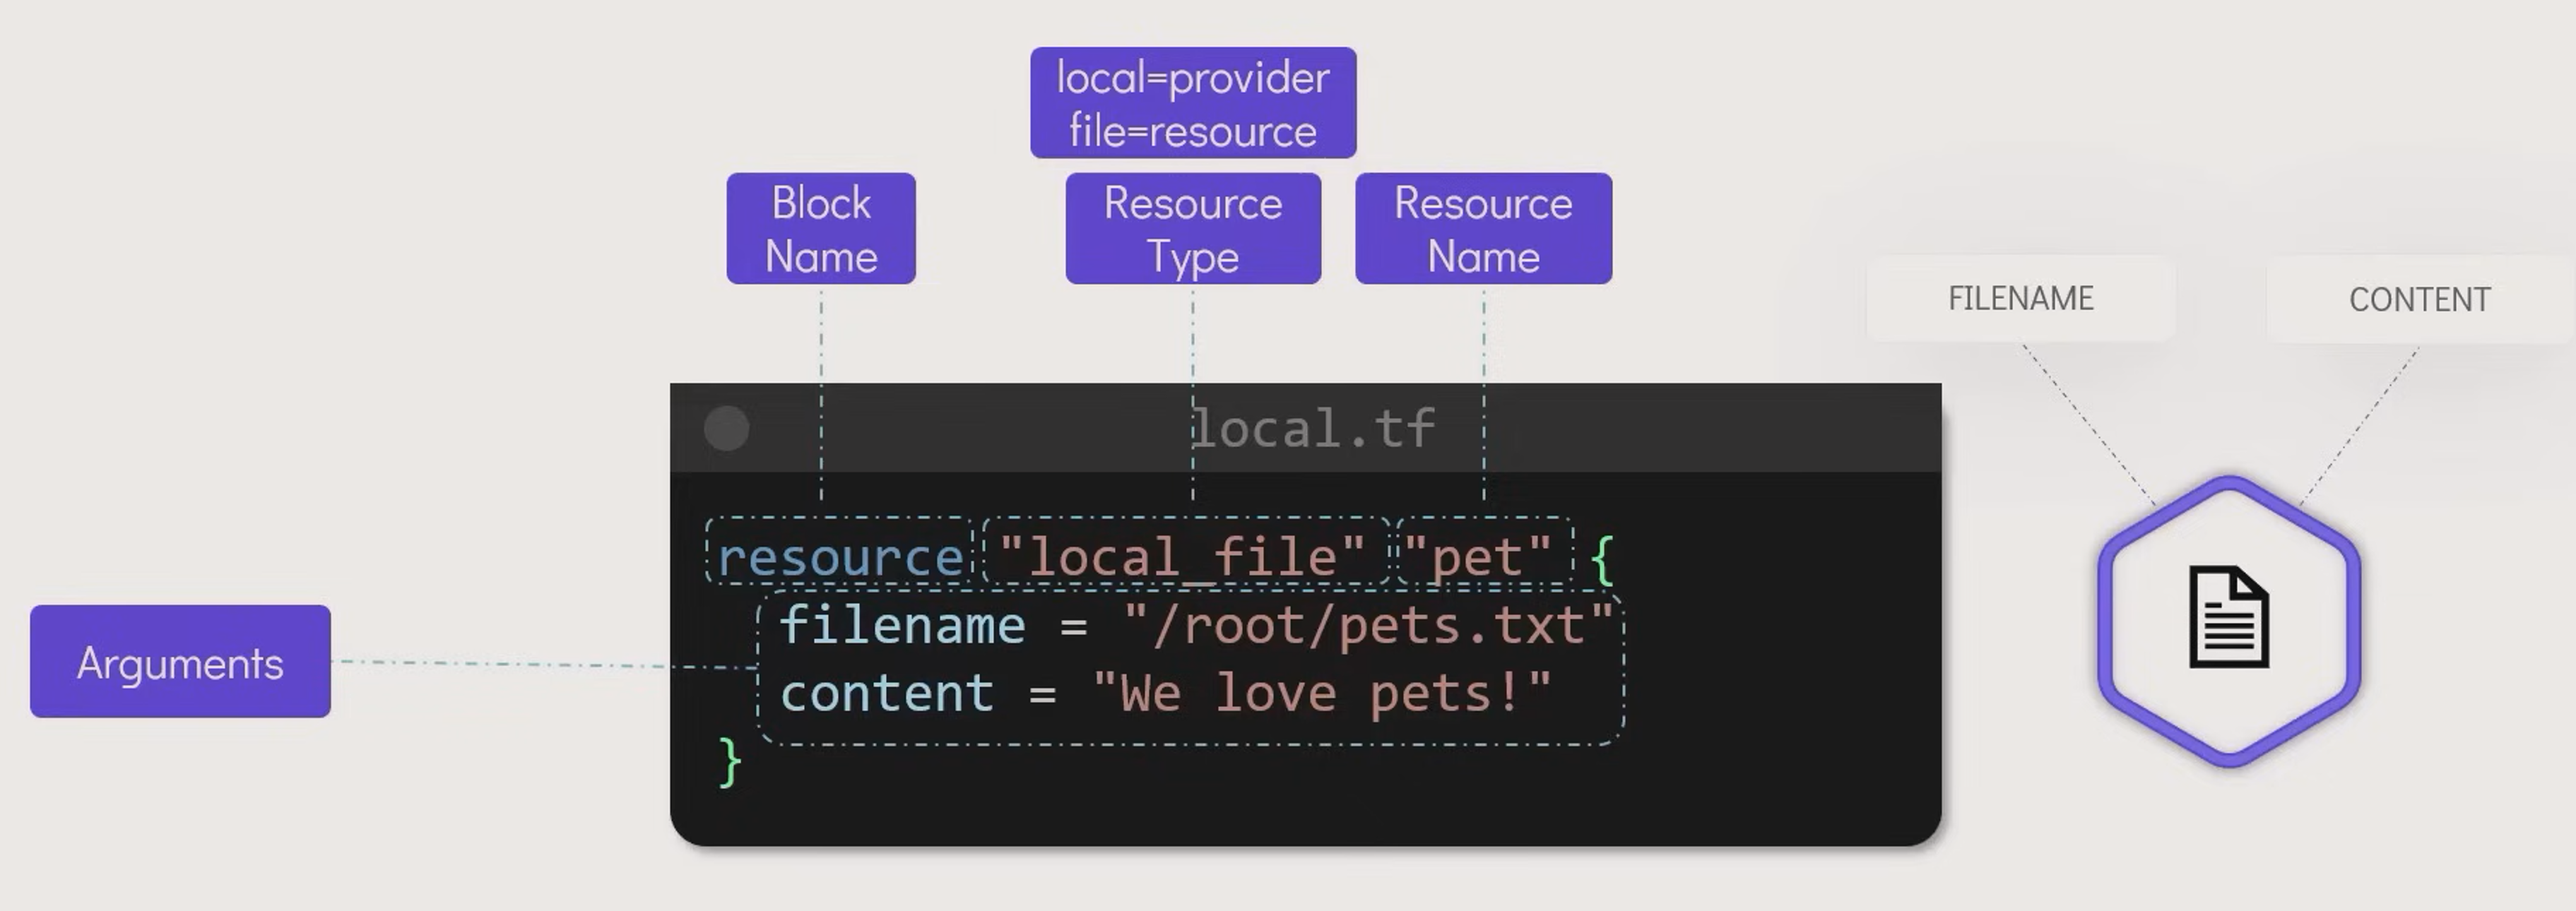 local=provider
file=resource
Block
Name
Resource
Type
Resource
Name
FILENAME
CONTENT
local.tf
resource "local_file" "pet" {
filename = "/root/pets.txt"
content = "We love pets!"
}
Arguments